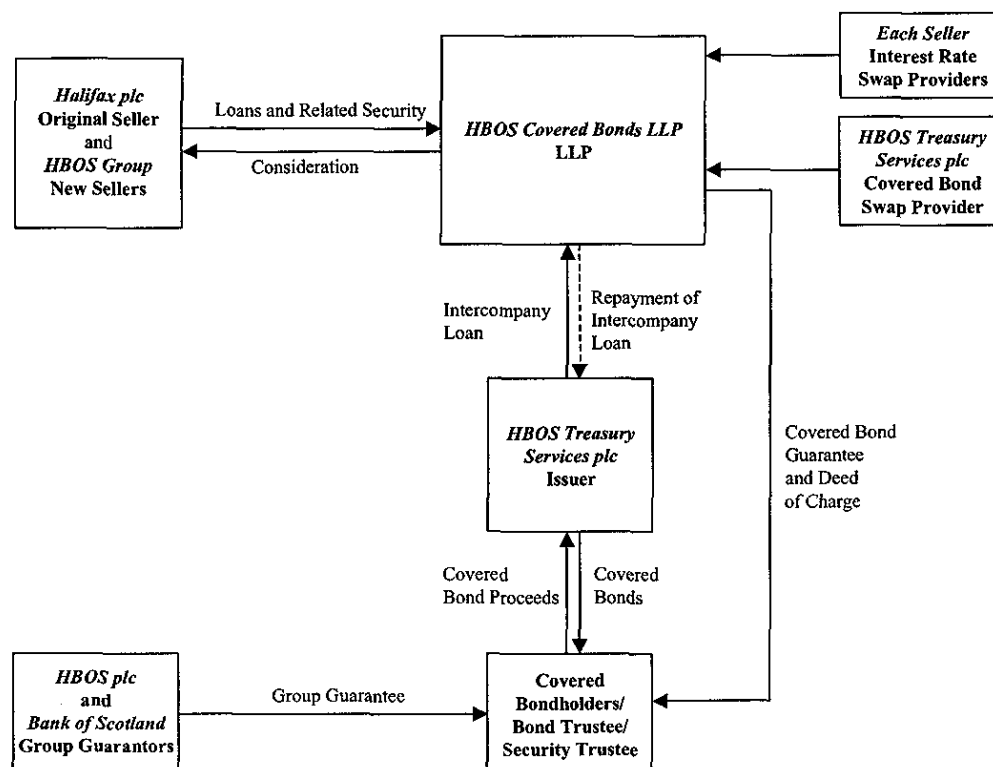 Each Seller
Interest Rate
Swap Providers
Halifax plc
Original Seller
and
HBOS Group
New Sellers
Loans and Related Security
Consideration
HBOS Covered Bonds LLP
LLP
HBOS Treasury
Services plc
Covered Bond
Swap Provider
Intercompany
Loan
Repayment of
Intercompany
Loan
HBOS Treasury
Services plc
Issuer
Covered Bond
Guarantee
and Deed
of Charge
Covered
Bond Proceeds
Covered
Bonds
HBOS plc
and
Bank of Scotland
Group Guarantors
Group Guarantee
Covered
Bondholders/
Bond Trustee/
Security Trustee